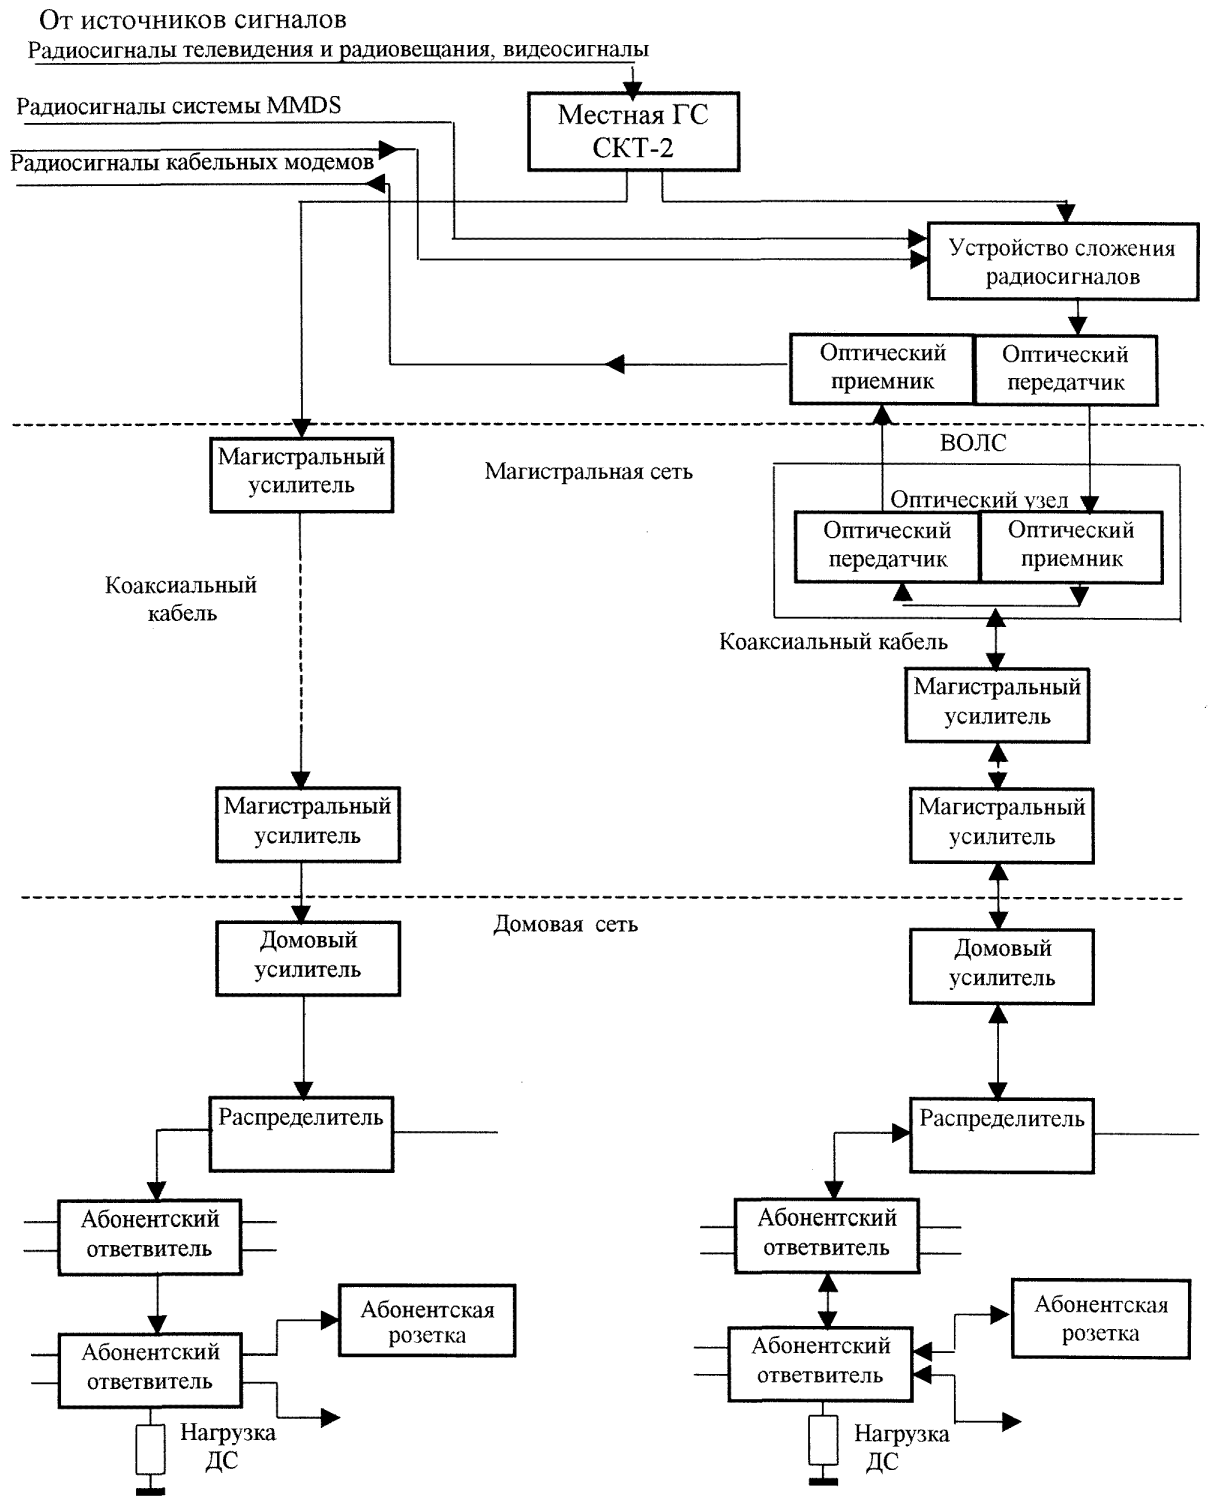 От источников сигналов
Радиосигналы телевидения и радиовещания, видеосигналы
Радиосигналы системы MMDS
Местная ГС
СКТ-2
Радиосигналы кабельных модемов
Устройство сложения
радиосигналов
Оптический
приемник
Оптический
передатчик
ВОЛС
Магистральный
усилитель
Магистральная сеть
Оптический узел
Оптический
передатчик
Оптический
приемник
Коаксиальный
кабель
Коаксиальный кабель
Магистральный
усилитель
Магистральный
усилитель
Магистральный
усилитель
Домовая сеть
Домовый
усилитель
Домовый
усилитель
Распределитель
Распределитель
Абонентский
ответвитель
Абонентский
ответвитель
Абонентская
розетка
Абонентская
розетка
Абонентский
ответвитель
Абонентский
ответвитель
Нагрузка
ДС
Нагрузка
ДС